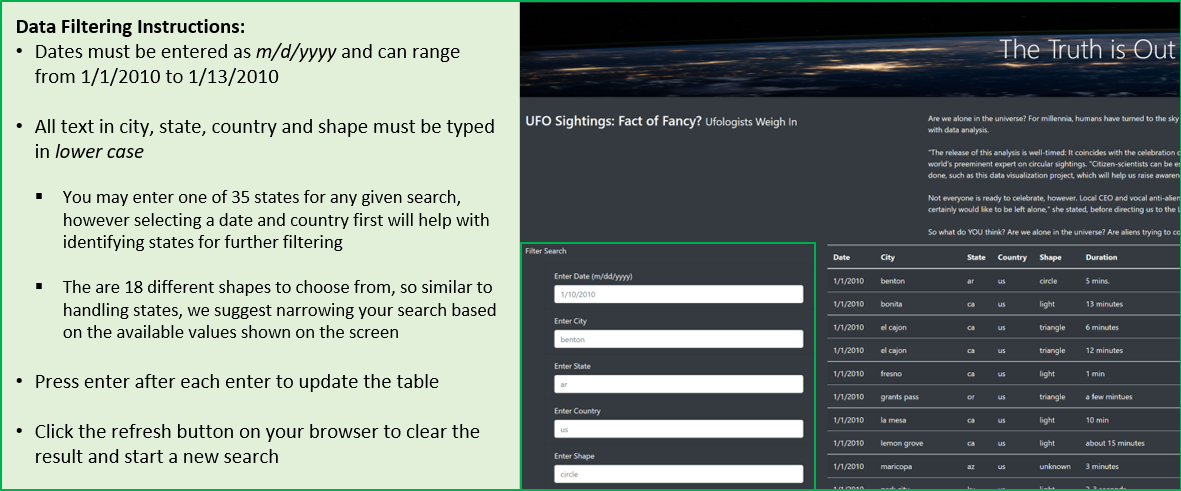 Data Filtering Instructions:
• Dates must be entered as m/d/yyyy and can range
from 1/1/2010 to 1/13/2010
• All text in city, state, country and shape must be typed
in lower case
▪ You may enter one of 35 states for any given search,
however selecting a date and country first will help with
identifying states for further filtering
▪ The are 18 different shapes to choose from, so similar to
handling states, we suggest narrowing your search based
on the available values shown on the screen
• Press enter after each enter to update the table
• Click the refresh button on your browser to clear the
result and start a new search
The Truth is Out
UFO Sightings: Fact of Fancy? Ufologists Weigh In
Are we alone in the universe? For millennia, humans have turned to the sky
with data analysis.
"The release of this analysis is well-timed: It coincides with the celebration
world's preeminent expert on circular sightings. "Citizen-scientists can be
done, such as this data visualization project, which will help us raise
Not everyone is ready to celebrate, however. Local CEO and vocal
certainly would like to be left alone," she stated, before directing us to the
So what do YOU think? Are we alone in the universe? Are aliens trying to
Filter Search
Enter Date (m/dd/yyyy)
1/10/2010
Enter City
benton
Enter State
ar
Enter Country
us
Enter Shape
circle
Date City State Country Shape Duration
1/1/2010 benton ar us circle 5 mins.
1/1/2010 bonita ca us light 13 minutes
1/1/2010 el cajon ca us triangle 6 minutes
1/1/2010 el cajon ca us triangle 12 minutes
1/1/2010 fresno ca us light 1 min
1/1/2010 grants pass or us triangle a few mintues
1/1/2010 la mesa ca us light 10 min
1/1/2010 lemon grove ca us light about 15 minutes
1/1/2010 maricopa az us unknown 3 minutes